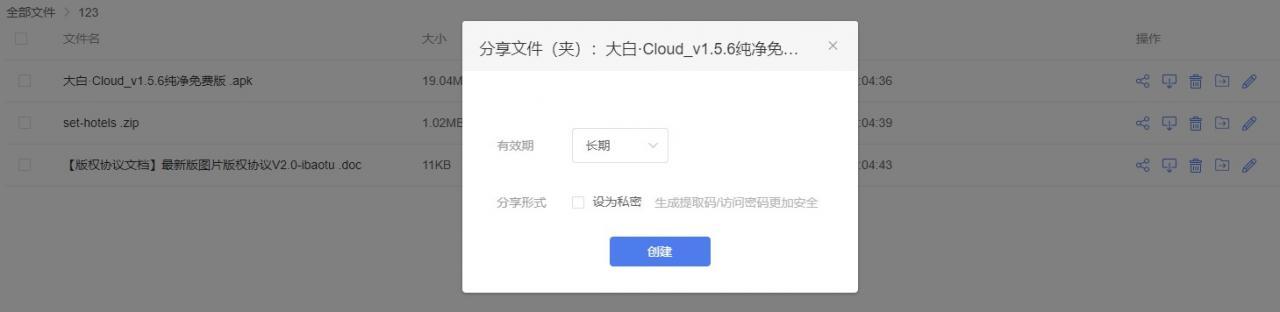 全部文件 > 123
文件名
大小
操作
大白·Cloud_v1.5.6纯净免费版 .apk
19.04M
:04:36
set-hotels .zip
1.02MB
:04:39
【版权协议文档】最新版图片版权协议V2.0-ibaotu .doc
11KB
:04:43
分享文件（夹）：大白·Cloud_v1.5.6纯净免…
有效期
长期
分享形式
设为私密 生成提取码/访问密码更加安全
创建